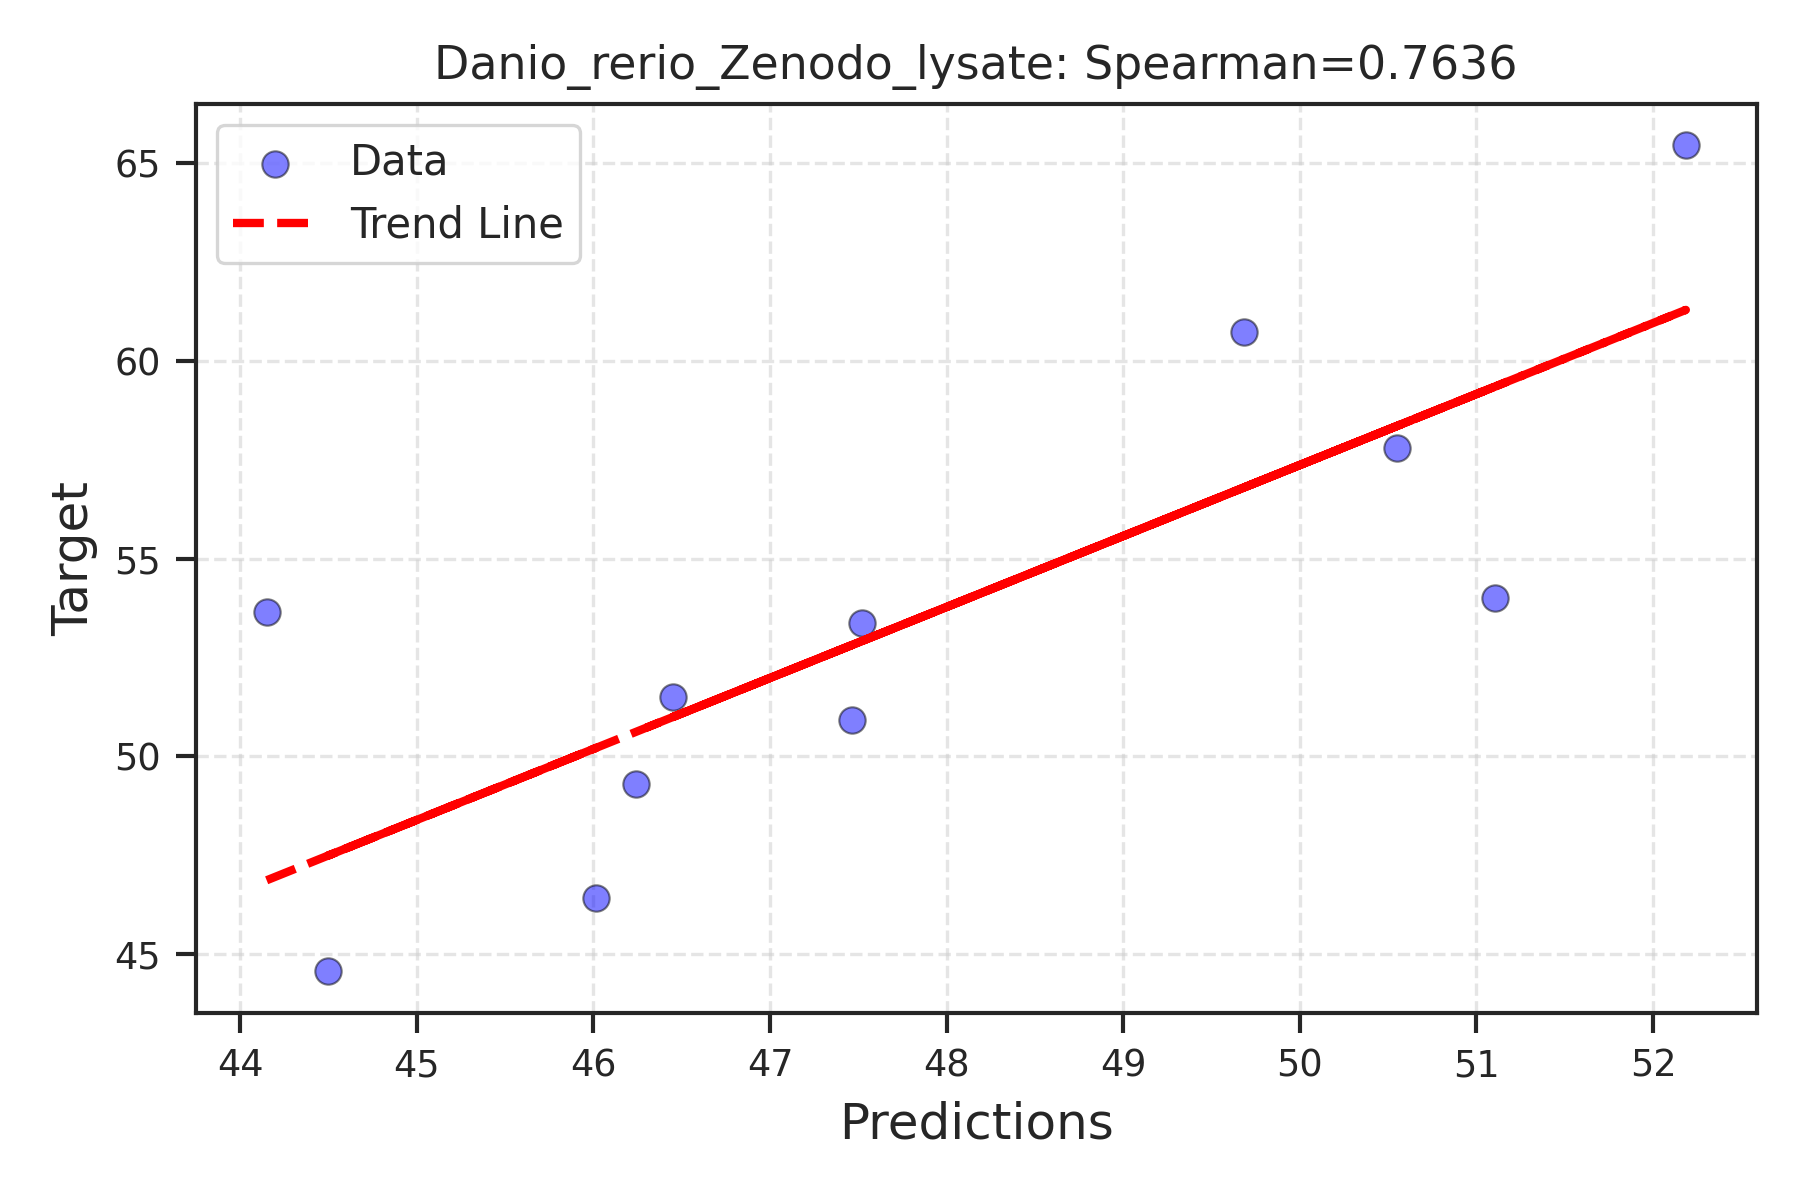 Danio_rerio_Zenodo_lysate: Spearman=0.7636
Data
Trend Line
65
60
55
50
45
Target
44 45 46 47 48 49 50 51 52
Predictions